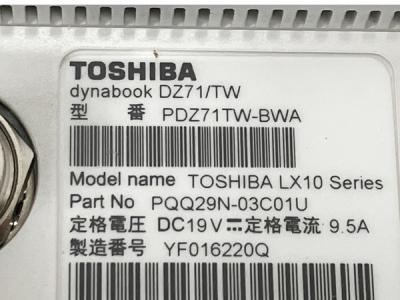 TOSHIBA
dynabook DZ71/TW
型 番 PDZ71TW-BWA
Model name TOSHIBA LX10 Series
Part No PQQ29N-03C01U
定格電圧 DC19V⎓定格電流 9.5A
製造番号 YF016220Q